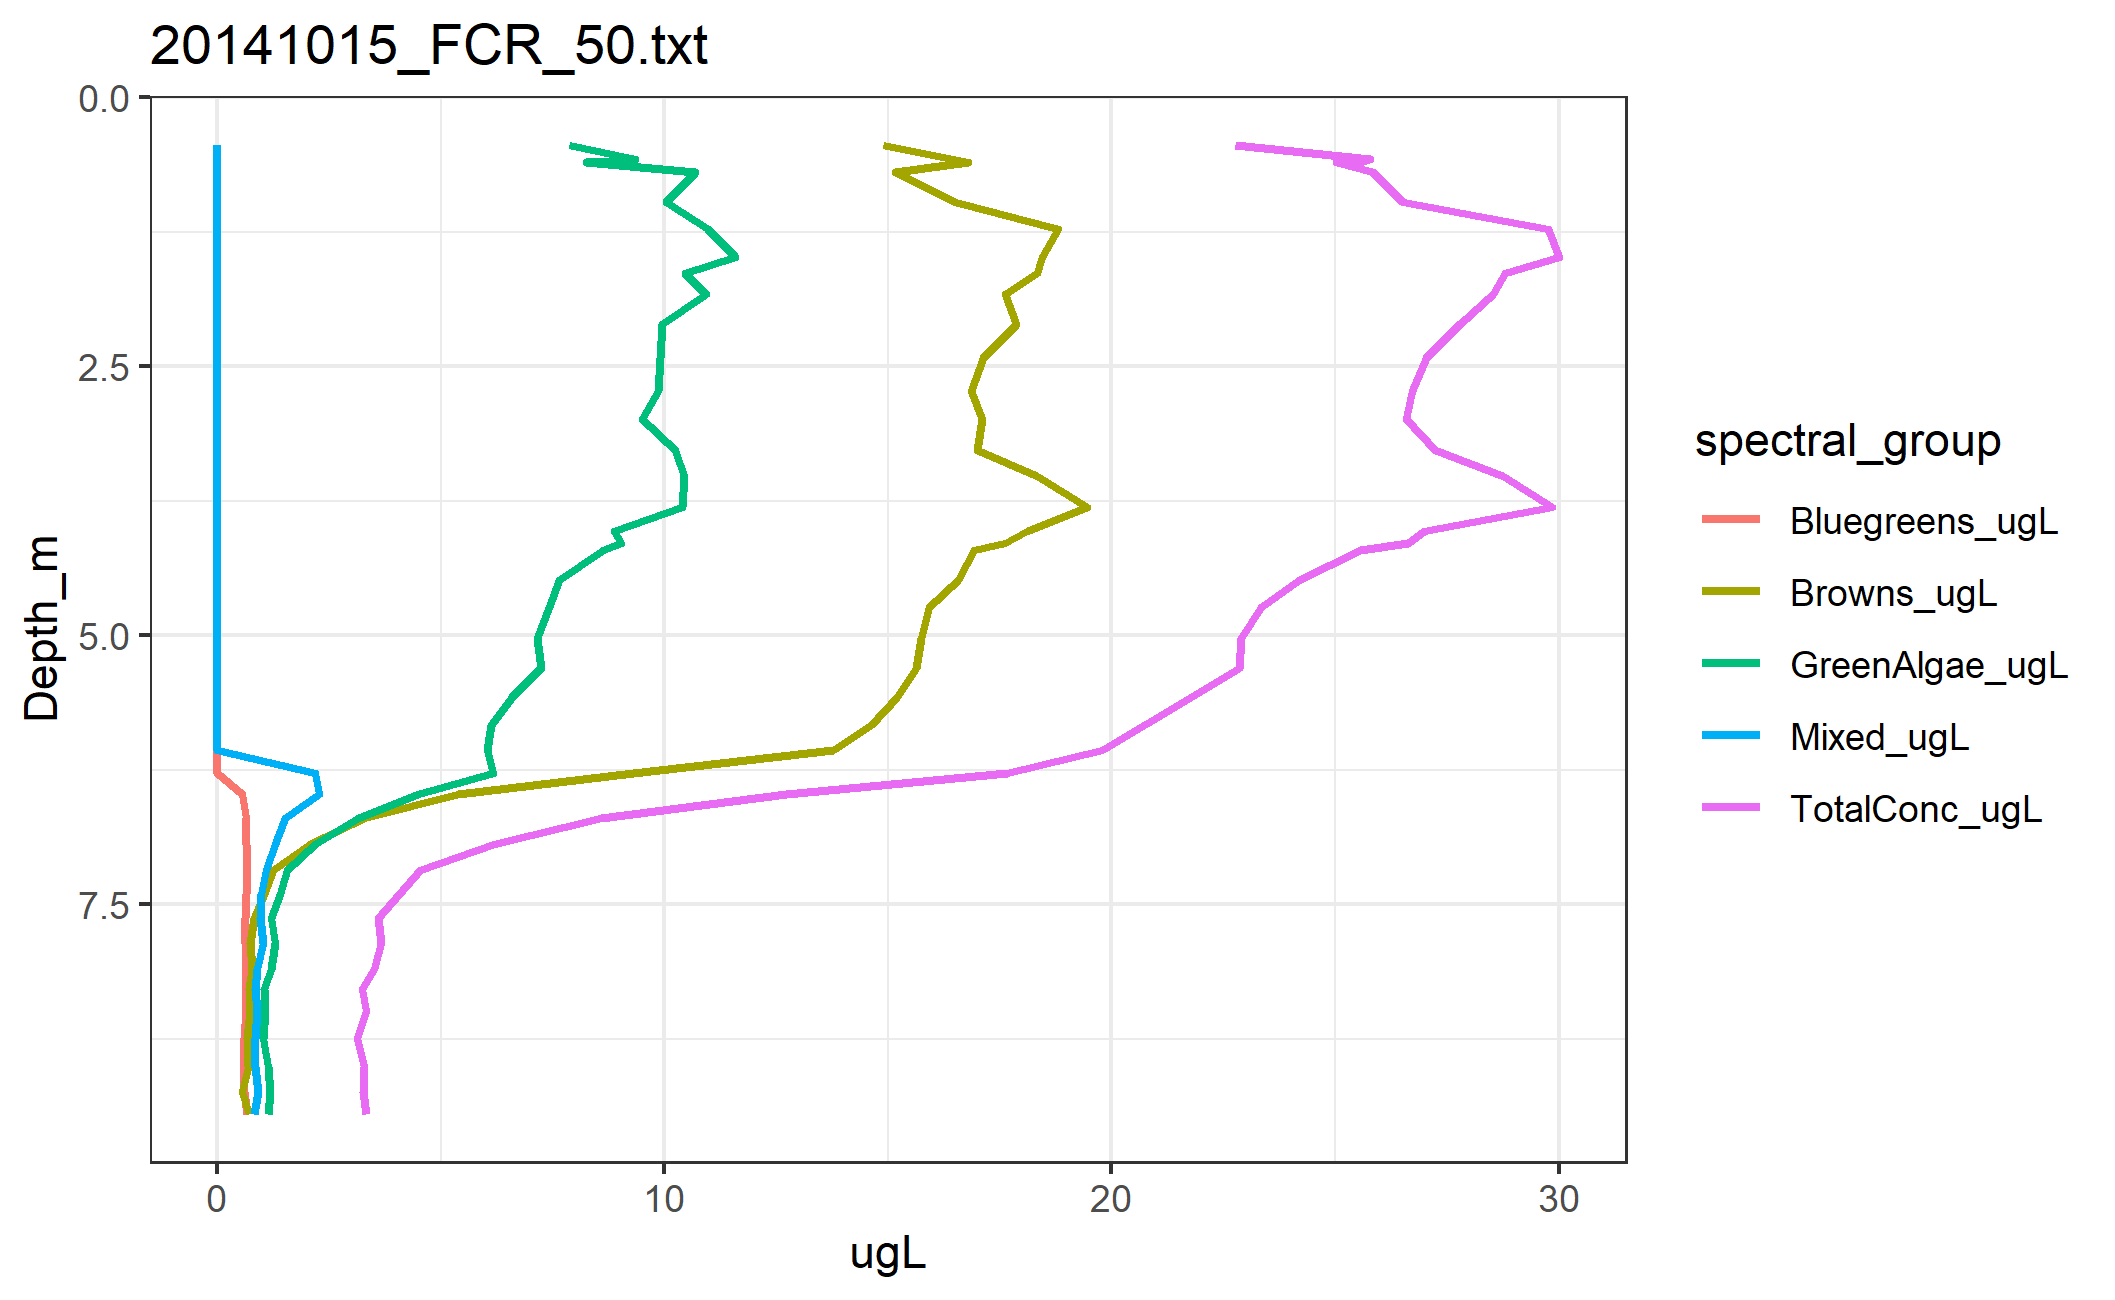 20141015_FCR_50.txt
0.0
2.5
5.0
7.5
Depth_m
0 10 20 30
ugL
spectral_group
Bluegreens_ugL
Browns_ugL
GreenAlgae_ugL
Mixed_ugL
TotalConc_ugL